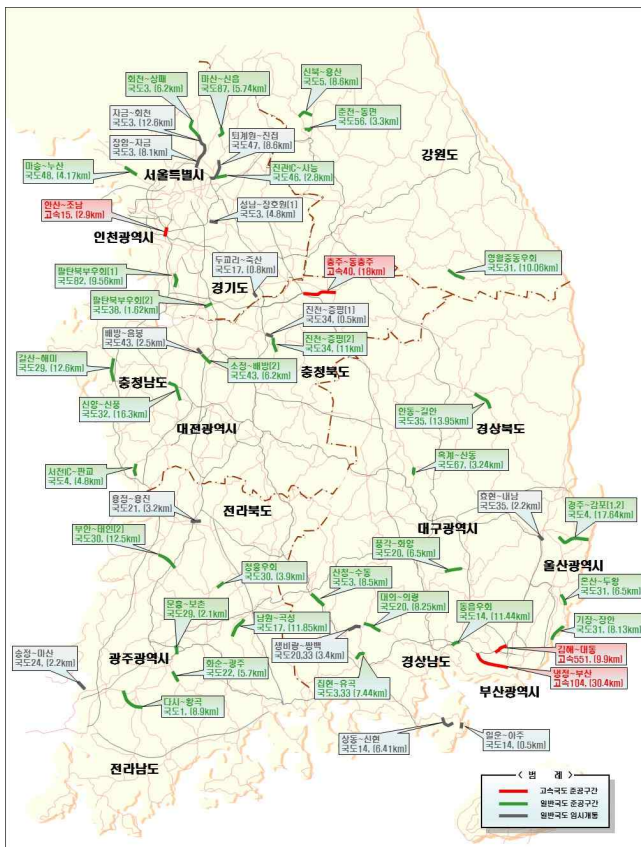 신북~용산
국도5, (8.6km)
회천~상패
국도3, (6.2km)
마산~신읍
국도87, (5.74km)
춘천~동면
국도56, (3.3km)
자금~회천
국도3, (12.6km)
장암~자금
국도3, (8.1km)
퇴계원~진접
국도47, (8.6km)
강원도
마송~누산
국도48, (4.17km)
서울특별시
진관IC~사능
국도46, (2.8km)
안산~조남
고속15, (2.9km)
성남~장호원[1]
국도3, (4.8km)
인천광역시
두교리~죽산
국도17, (0.8km)
충주~동충주
고속40, (18km)
영월중동우회
국도31, (10.06km)
팔탄북부우회[1]
국도82, (9.56km)
경기도
팔탄북부우회[2]
국도38, (1.62km)
진천~증평[1]
국도34, (0.5km)
배방~음봉
국도43, (2.5km)
진천~증평[2]
국도34, (11km)
갈산~해미
국도29, (12.6km)
소정~배방[2]
국도43, (6.2km)
충청북도
충청남도
신양~신풍
국도32, (16.3km)
안동~길안
국도35, (13.95km)
경상북도
대전광역시
서천IC~판교
국도4, (4.8km)
옥계~산동
국도67, (3.24km)
용정~용진
국도21, (3.2km)
전라북도
효현~내남
국도35, (2.2km)
경주~감포[1,2]
국도4, (17.64km)
대구광역시
부안~태인[2]
국도30, (12.5km)
풍각~화양
국도20, (6.5km)
울산광역시
정읍우회
국도30, (3.9km)
산정~수동
국도3, (8.5km)
온산~두왕
국도31, (6.5km)
문흥~보촌
국도29, (2.1km)
남원~곡성
국도17, (11.85km)
대의~의령
국도20, (8.25km)
동읍우회
국도14, (11.44km)
기장~장안
국도31, (8.13km)
생비량~쌍백
국도20,33 (3.4km)
김해~대동
고속551, (9.9km)
송정~마산
국도24, (2.2km)
광주광역시
화순~광주
국도22, (5.7km)
집현~유곡
국도3,33 (7.44km)
경상남도
냉정~부산
고속104, (30.4km)
부산광역시
다시~왕곡
국도1, (8.9km)
상동~신현
국도14, (6.41km)
일운~아주
국도14, (0.5km)
전라남도
< 범 례 >
고속국도 준공구간
일반국도 준공구간
일반국도 임시개통